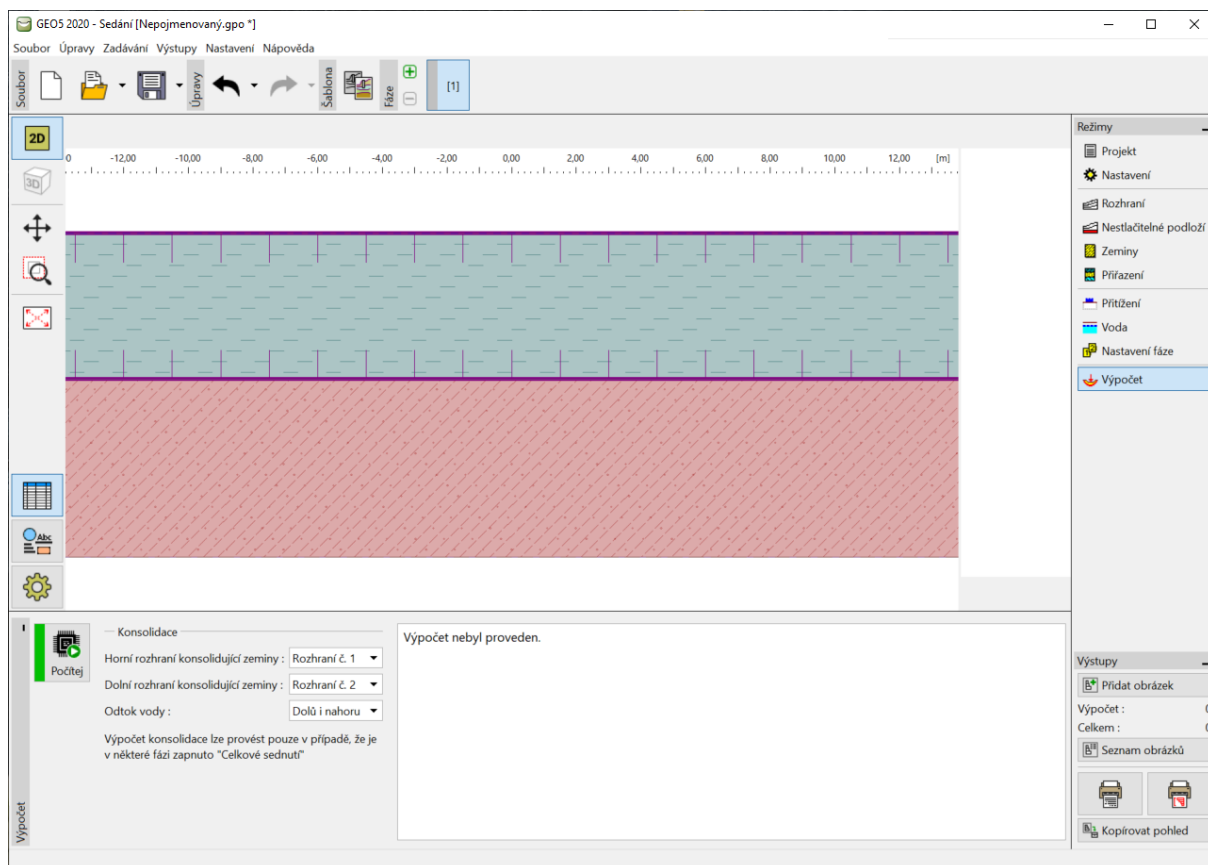 GEO5 2020 - Sedání [Nepojmenovaný.gpo *]
Soubor Úpravy Zadávání Výstupy Nastavení Nápověda
Soubor
Úpravy
Šablona
Fáze
[1]
2D
3D
0 -12,00 -10,00 -8,00 -6,00 -4,00 -2,00 0,00 2,00 4,00 6,00 8,00 10,00 12,00 [m]
Abc
Režimy
Projekt
Nastavení
Rozhraní
Nestlačitelné podloží
Zeminy
Přiřazení
Přitížení
Voda
Nastavení fáze
Výpočet
Výpočet
Počítej
Konsolidace
Horní rozhraní konsolidující zeminy : Rozhraní č. 1
Dolní rozhraní konsolidující zeminy : Rozhraní č. 2
Odtok vody : Dolů i nahoru
Výpočet konsolidace lze provést pouze v případě, že je
v některé fázi zapnuto "Celkové sednutí"
Výpočet nebyl proveden.
Výstupy
Přidat obrázek
Výpočet :
Celkem :
Seznam obrázků
Kopírovat pohled